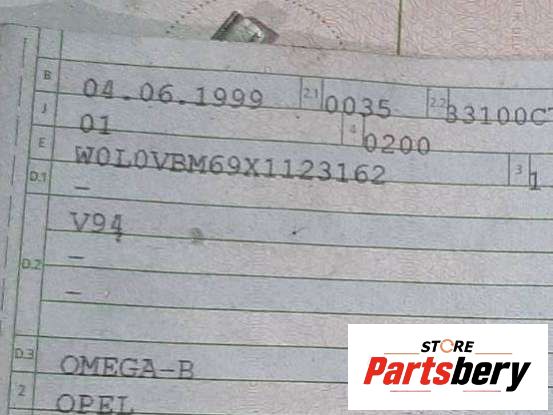 B 04.06.1999 2.1 0035 2.2 33100C
J 01 4 0200
E W0L0VBM69X1123162 3 1
D.1 –
V94
D.2 –
–
D.3 OMEGA-B
2 OPEL
STORE
Partsbery